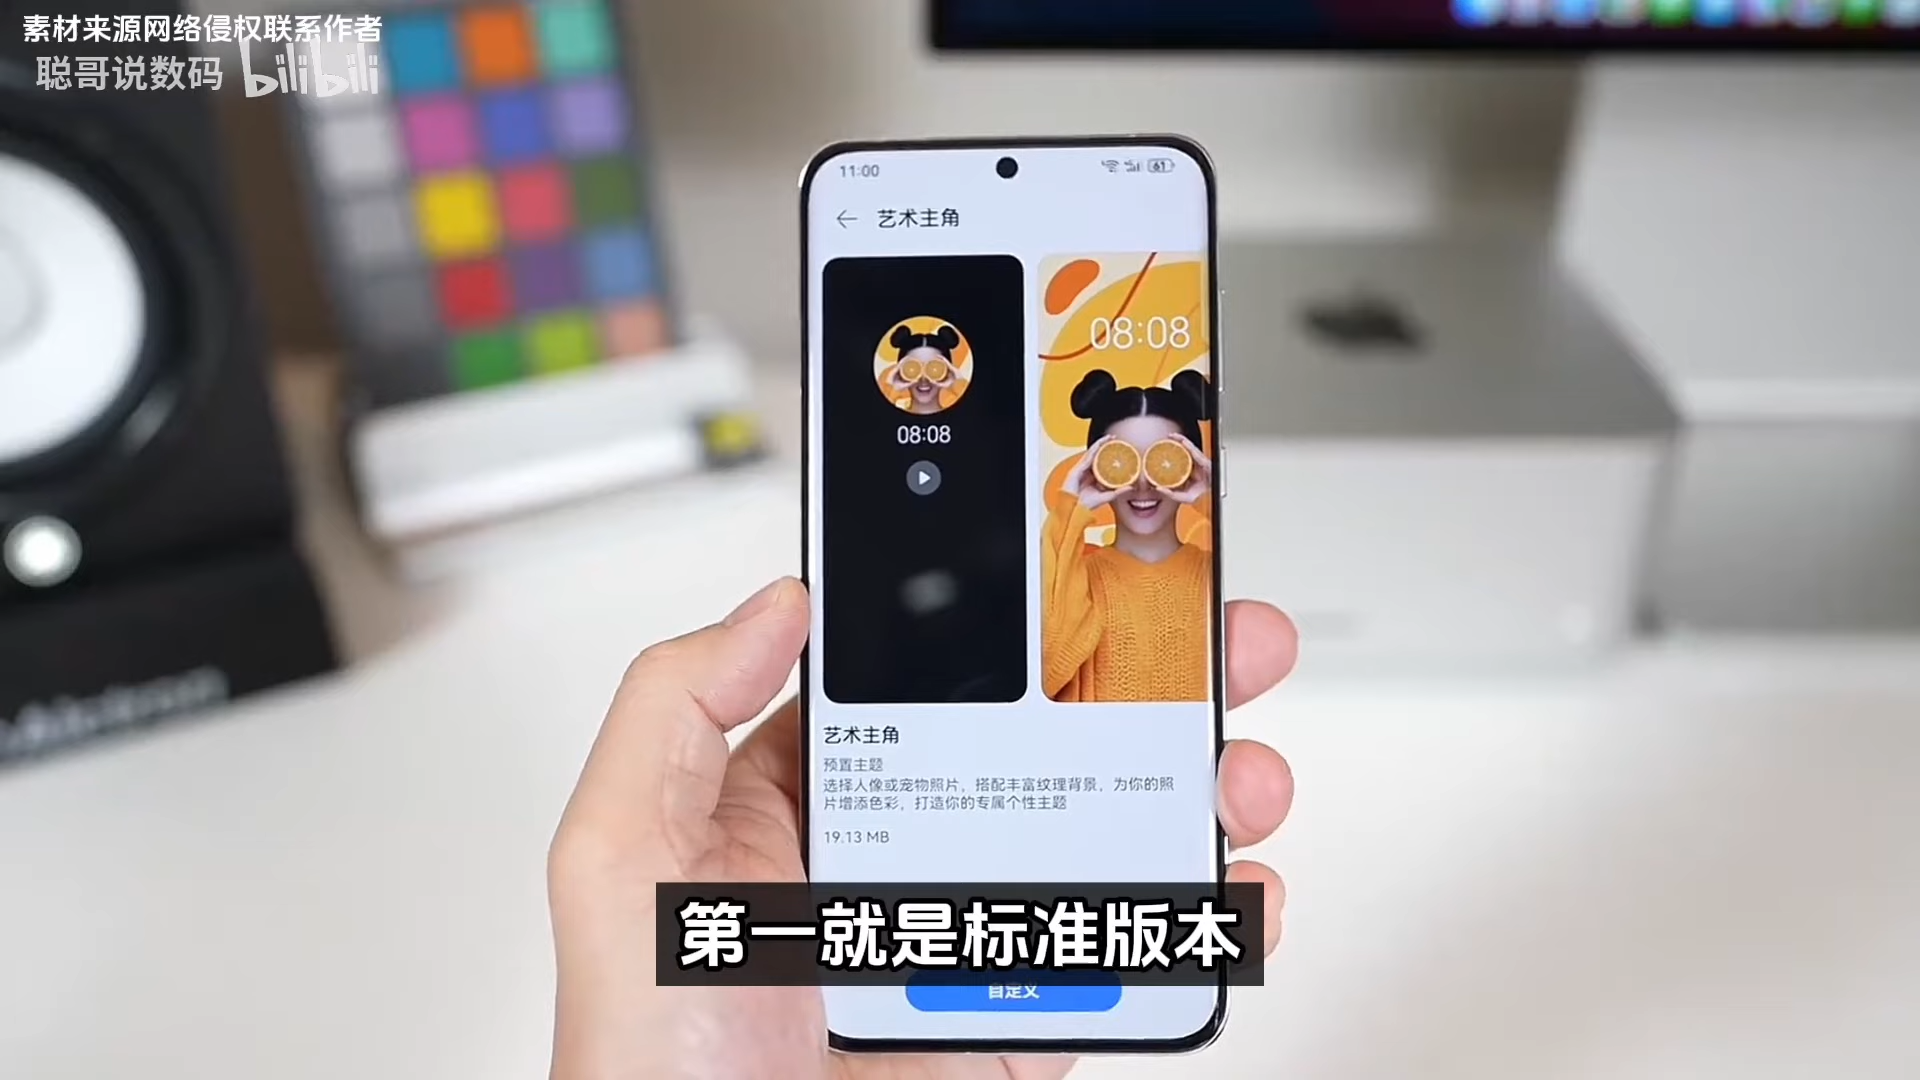 素材来源网络侵权联系作者
聪哥说数码 bilibili
11:00
61
艺术主角
08:08
08:08
艺术主角
预置主题
选择人像或宠物照片，搭配丰富纹理背景，为你的照
片增添色彩，打造你的专属个性主题
19.13 MB
第一就是标准版本
自定义